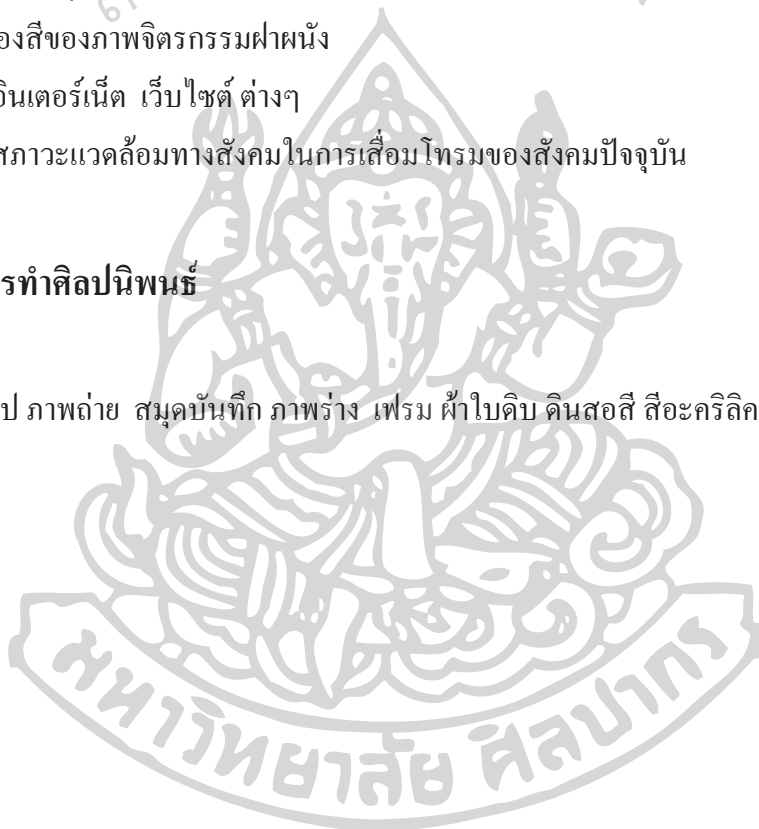 องสีของภาพจิตรกรรมฝาผนัง
อินเตอร์เน็ต เว็บไซต์ ต่างๆ
สภาวะแวดล้อมทางสังคมในการเสื่อมโทรมของสังคมปัจจุบัน
รทำศิลปนิพนธ์
ป ภาพถ่าย สมุดบันทึก ภาพร่าง เฟรม ผ้าใบดิบ ดินสอสี สีอะคริลิค
มหาวิทยาลัย ศิลปากร